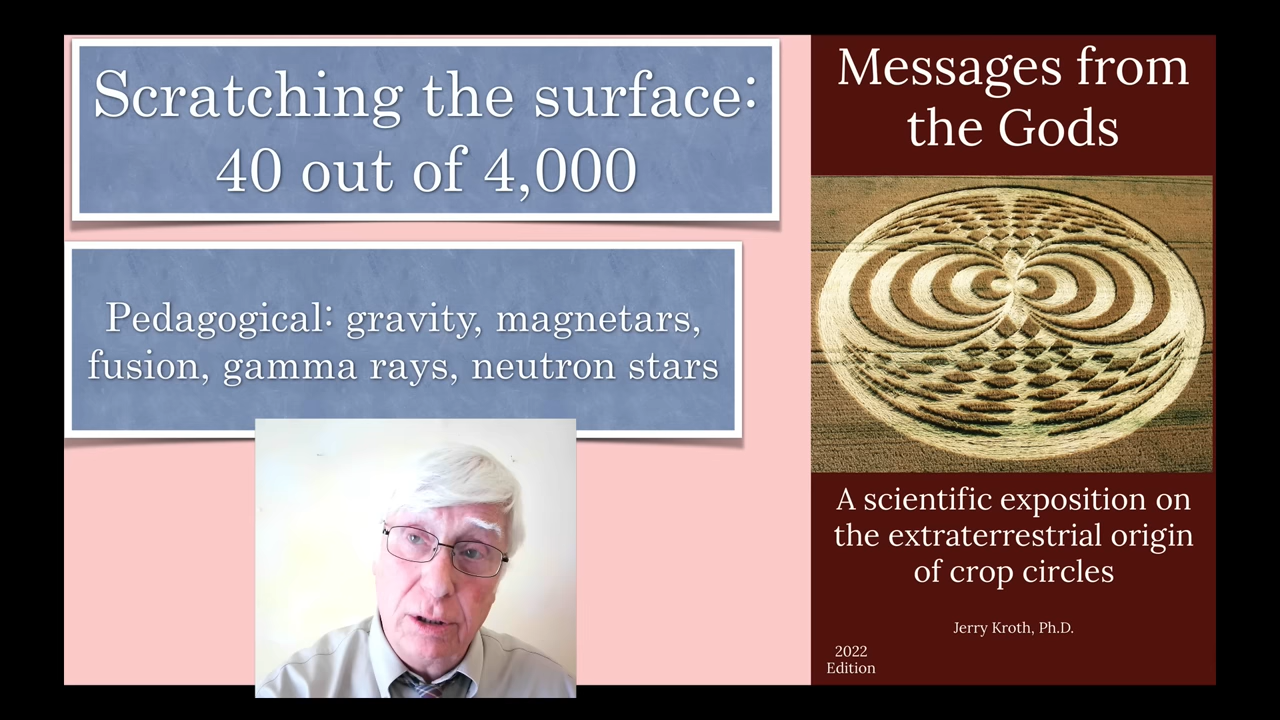 Scratching the surface:
40 out of 4,000
Pedagogical: gravity, magnetars,
fusion, gamma rays, neutron stars
Messages from
the Gods
A scientific exposition on
the extraterrestrial origin
of crop circles
Jerry Kroth, Ph.D.
2022
Edition